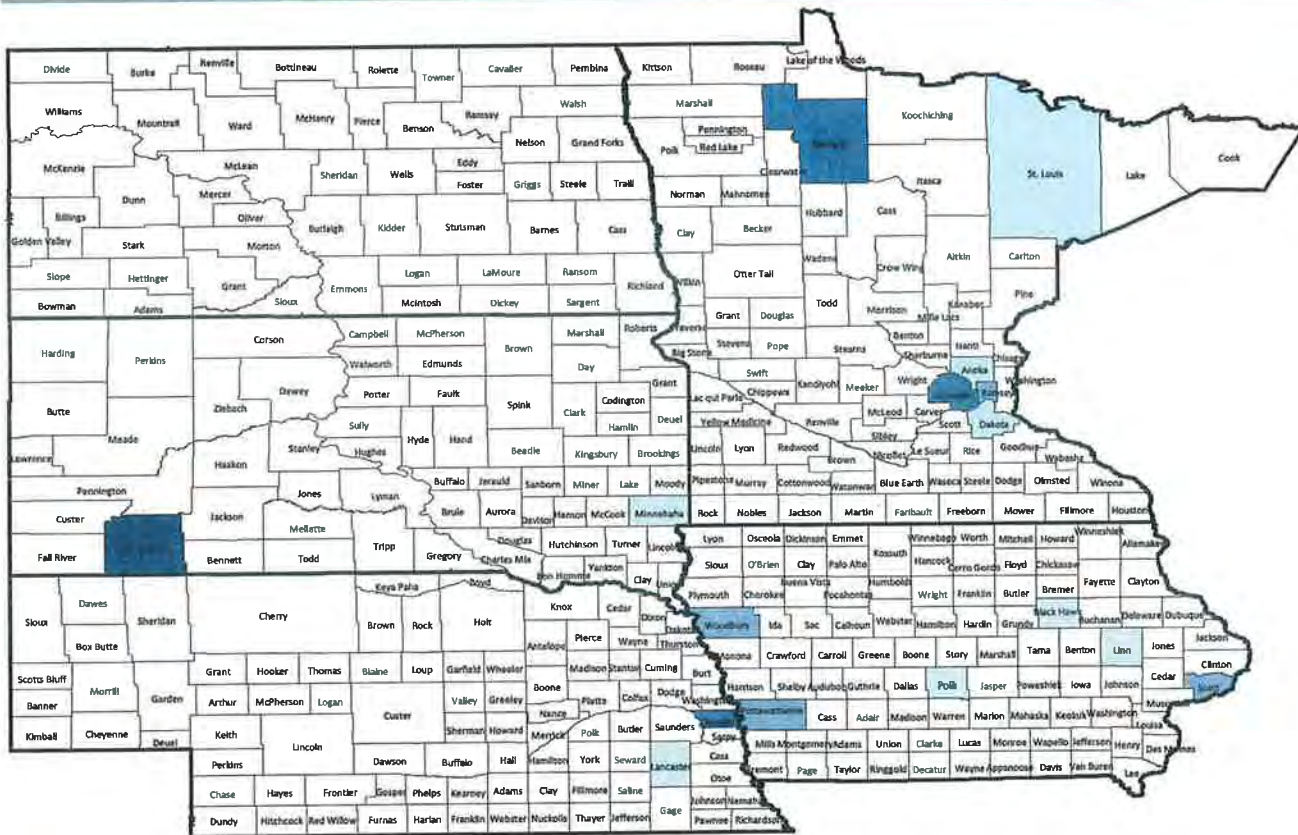 Divide Burke Renville Bottineau Rolette Towner Cavalier Pembina Kittson Roseau Lake of the Woods
Williams Mountrail Ward McHenry Pierce Benson Ramsey Walsh Marshall Koochiching
Nelson Grand Forks Polk Pennington Red Lake St. Louis Lake Cook
McKenzie McLean Sheridan Wells Eddy Foster Griggs Steele Traill Norman Mahnomen Clearwater Itasca
Dunn Mercer Oliver Hubbard Cass
Golden Valley Billings Stark Morton Burleigh Kidder Stutsman Barnes Cass Clay Becker Wadena Crow Wing Aitkin Carlton
Slope Hettinger Grant Sioux Emmons Logan LaMoure Ransom Richland Wilkin Otter Tail Pine
Bowman Adams McIntosh Dickey Sargent Grant Douglas Todd Morrison Mille Lacs Kanabec
Harding Perkins Corson Campbell McPherson Brown Marshall Roberts Traverse Stevens Pope Stearns Benton Isanti Chisago
Walworth Edmunds Day Big Stone Swift Sherburne Anoka
Butte Ziebach Dewey Potter Faulk Spink Clark Codington Grant Lac qui Parle Chippewa Kandiyohi Meeker Wright Ramsey Washington
Meade Sully Hamlin Deuel Yellow Medicine Renville McLeod Carver Scott Dakota
Lawrence Haakon Stanley Hughes Hyde Hand Beadle Kingsbury Brookings Lincoln Lyon Redwood Brown Sibley Nicollet Le Sueur Rice Goodhue Wabasha
Pennington Jones Lyman Buffalo Jerauld Sanborn Miner Lake Moody Pipestone Murray Cottonwood Watonwan Blue Earth Waseca Steele Dodge Olmsted Winona
Custer Jackson Mellette Brule Aurora Davison Hanson McCook Minnehaha Rock Nobles Jackson Martin Faribault Freeborn Mower Fillmore Houston
Fall River Bennett Todd Tripp Gregory Charles Mix Douglas Hutchinson Turner Lincoln Lyon Osceola Dickinson Emmet Kossuth Winnebago Worth Mitchell Howard Winneshiek Allamakee
Bon Homme Yankton Clay Union Sioux O'Brien Clay Palo Alto Hancock Cerro Gordo Floyd Chickasaw
Dawes Keya Paha Boyd Plymouth Cherokee Buena Vista Pocahontas Humboldt Wright Franklin Butler Bremer Fayette Clayton
Sioux Sheridan Cherry Brown Rock Holt Knox Cedar Dixon Dakota Woodbury Ida Sac Calhoun Webster Hamilton Hardin Grundy Black Hawk Buchanan Delaware Dubuque
Box Butte Antelope Pierce Wayne Thurston Monona Crawford Carroll Greene Boone Story Marshall Tama Benton Linn Jones Jackson
Scotts Bluff Morrill Garden Grant Hooker Thomas Blaine Loup Garfield Wheeler Madison Stanton Cuming Burt Clinton
Banner Arthur McPherson Logan Custer Valley Greeley Boone Platte Colfax Dodge Washington Harrison Shelby Audubon Guthrie Dallas Polk Jasper Poweshiek Iowa Johnson Cedar Scott
Kimball Cheyenne Deuel Keith Lincoln Sherman Howard Nance Merrick Polk Butler Saunders Sarpy Cass Adair Madison Warren Marion Mahaska Keokuk Washington Louisa
Perkins Dawson Buffalo Hall Hamilton York Seward Lancaster Cass Otoe Mills Montgomery Adams Union Clarke Lucas Monroe Wapello Jefferson Henry Des Moines
Chase Hayes Frontier Gosper Phelps Kearney Adams Clay Fillmore Saline Gage Johnson Nemaha Fremont Page Taylor Ringgold Decatur Wayne Appanoose Davis Van Buren Lee
Dundy Hitchcock Red Willow Furnas Harlan Franklin Webster Nuckolls Thayer Jefferson Pawnee Richardson